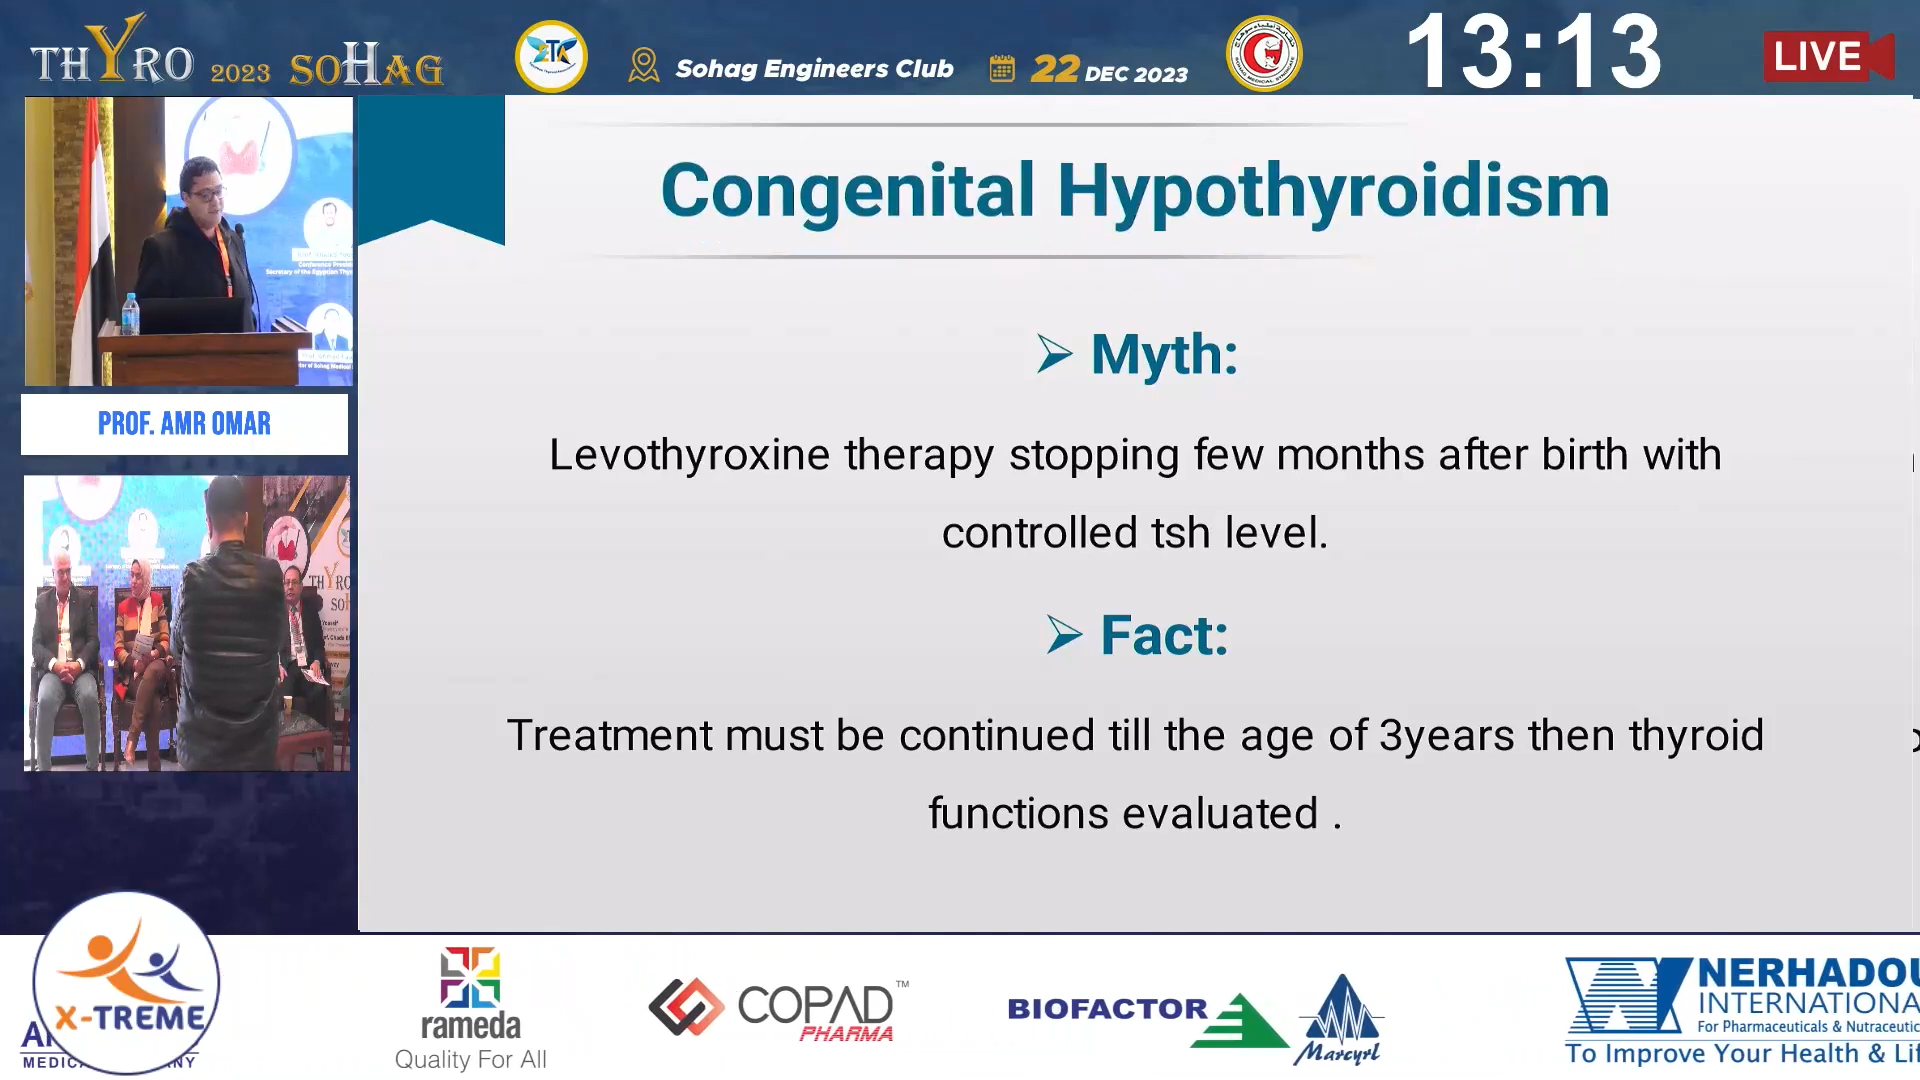 THYRO 2023 SOHAG
ETA
Sohag Engineers Club
22 DEC 2023
13:13
LIVE
Congenital Hypothyroidism
➢ Myth:
Levothyroxine therapy stopping few months after birth with
controlled tsh level.
➢ Fact:
Treatment must be continued till the age of 3years then thyroid
functions evaluated .
PROF. AMR OMAR
X-TREME
rameda
Quality For All
COPAD™
PHARMA
BIOFACTOR
Marcyrl
NERHADOU
INTERNATIONA
For Pharmaceuticals & Nutraceutic
To Improve Your Health & Lif